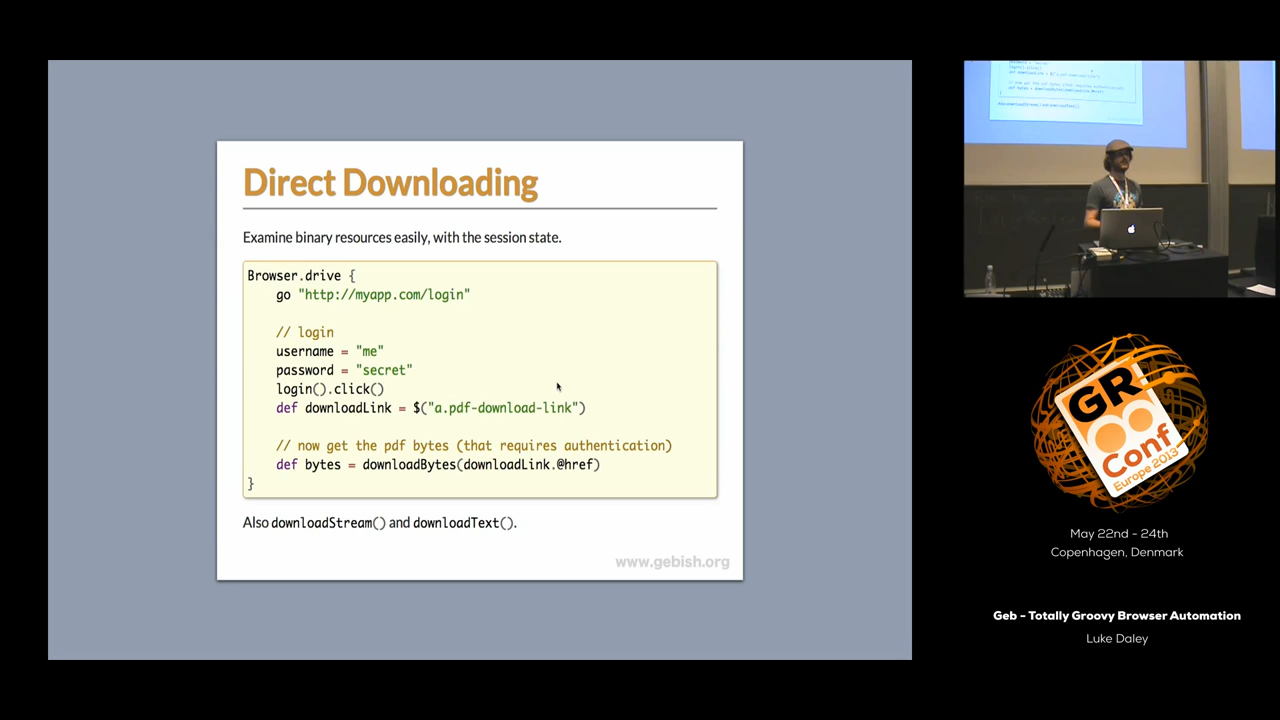 Direct Downloading
Examine binary resources easily, with the session state.
Browser.drive {
go "http://myapp.com/login"
// login
username = "me"
password = "secret"
login().click()
def downloadLink = $("a.pdf-download-link")
// now get the pdf bytes (that requires authentication)
def bytes = downloadBytes(downloadLink.@href)
}
Also downloadStream() and downloadText().
www.gebish.org
GR
Conf
Europe 2013
May 22nd - 24th
Copenhagen, Denmark
Geb - Totally Groovy Browser Automation
Luke Daley